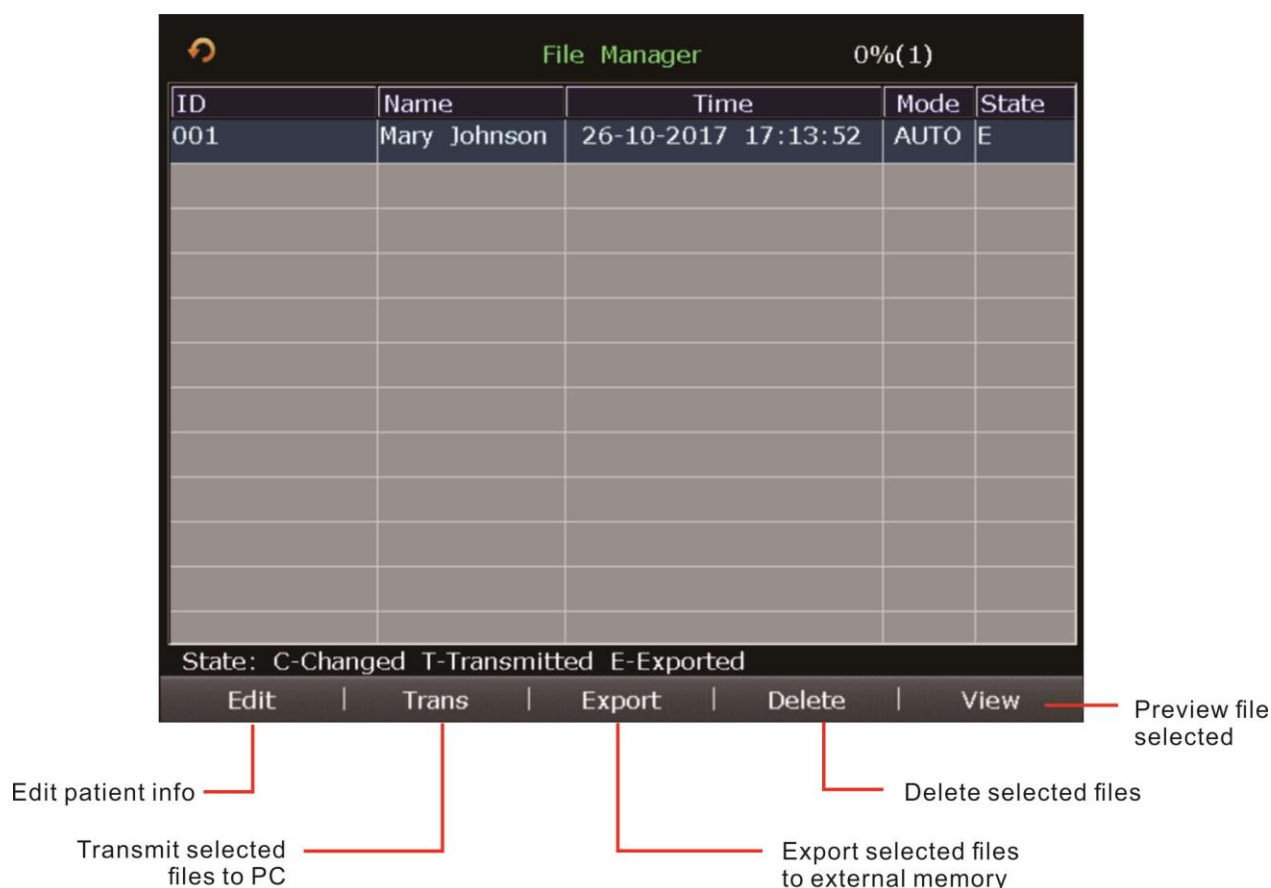 File Manager 0%(1)
ID Name Time Mode State
001 Mary Johnson 26-10-2017 17:13:52 AUTO E
State: C-Changed T-Transmitted E-Exported
Edit | Trans | Export | Delete | View
Preview file
selected
Edit patient info
Delete selected files
Transmit selected
files to PC
Export selected files
to external memory